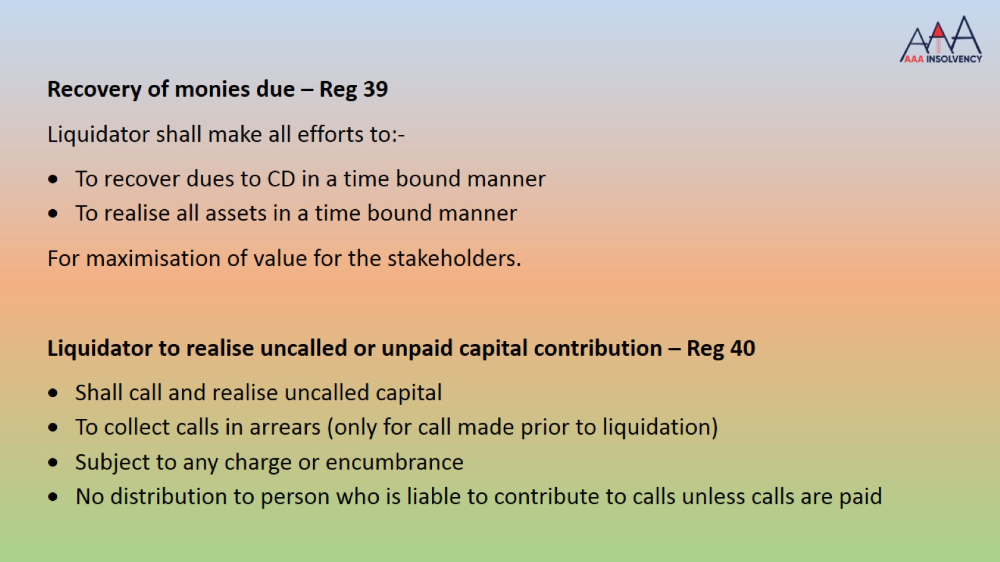 AAA INSOLVENCY
Recovery of monies due – Reg 39
Liquidator shall make all efforts to:-
• To recover dues to CD in a time bound manner
• To realise all assets in a time bound manner
For maximisation of value for the stakeholders.
Liquidator to realise uncalled or unpaid capital contribution – Reg 40
• Shall call and realise uncalled capital
• To collect calls in arrears (only for call made prior to liquidation)
• Subject to any charge or encumbrance
• No distribution to person who is liable to contribute to calls unless calls are paid